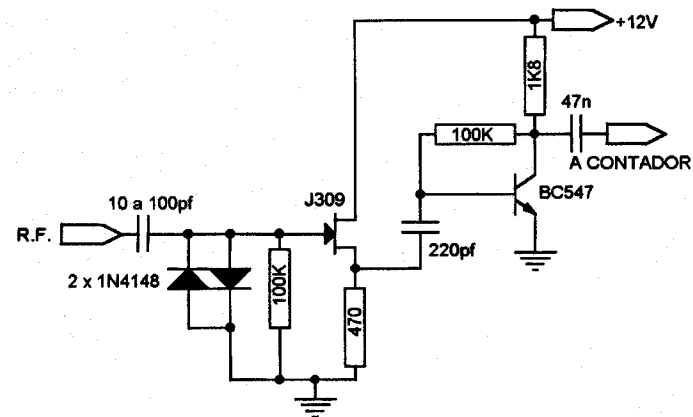 +12V
1K8
47n
100K
A CONTADOR
BC547
10 a 100pf
J309
R.F.
220pf
2 x 1N4148
100K
470